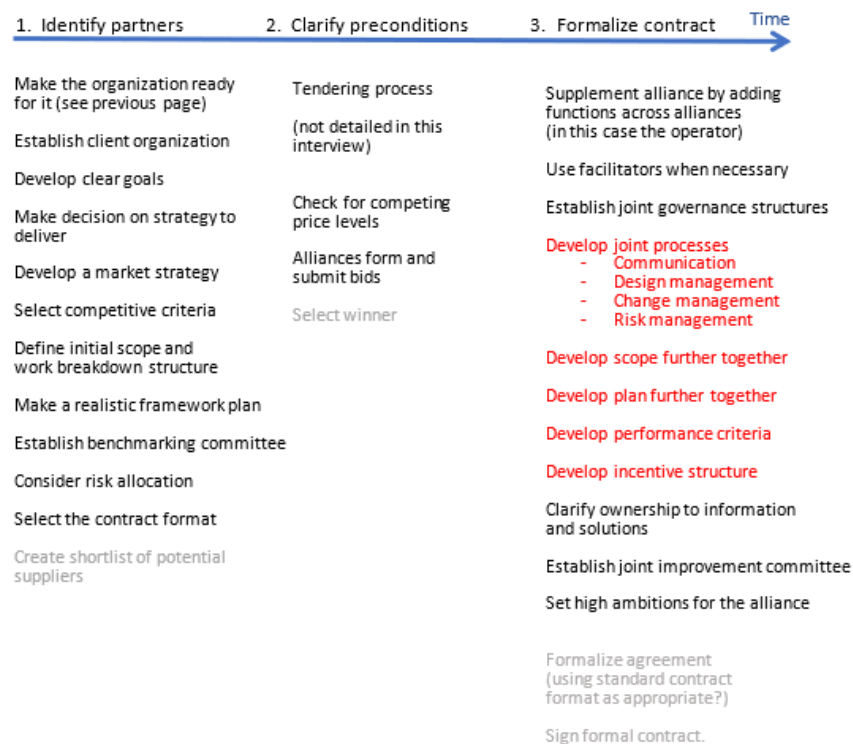 1. Identify partners
2. Clarify preconditions
3. Formalize contract
Time
Make the organization ready
for it (see previous page)
Establish client organization
Develop clear goals
Make decision on strategy to
deliver
Develop a market strategy
Select competitive criteria
Define initial scope and
work breakdown structure
Make a realistic framework plan
Establish benchmarking committee
Consider risk allocation
Select the contract format
Create shortlist of potential
suppliers
Tendering process
(not detailed in this
interview)
Check for competing
price levels
Alliances form and
submit bids
Select winner
Supplement alliance by adding
functions across alliances
(in this case the operator)
Use facilitators when necessary
Establish joint governance structures
Develop joint processes
- Communication
- Design management
- Change management
- Risk management
Develop scope further together
Develop plan further together
Develop performance criteria
Develop incentive structure
Clarify ownership to information
and solutions
Establish joint improvement committee
Set high ambitions for the alliance
Formalize agreement
(using standard contract
format as appropriate?)
Sign formal contract.